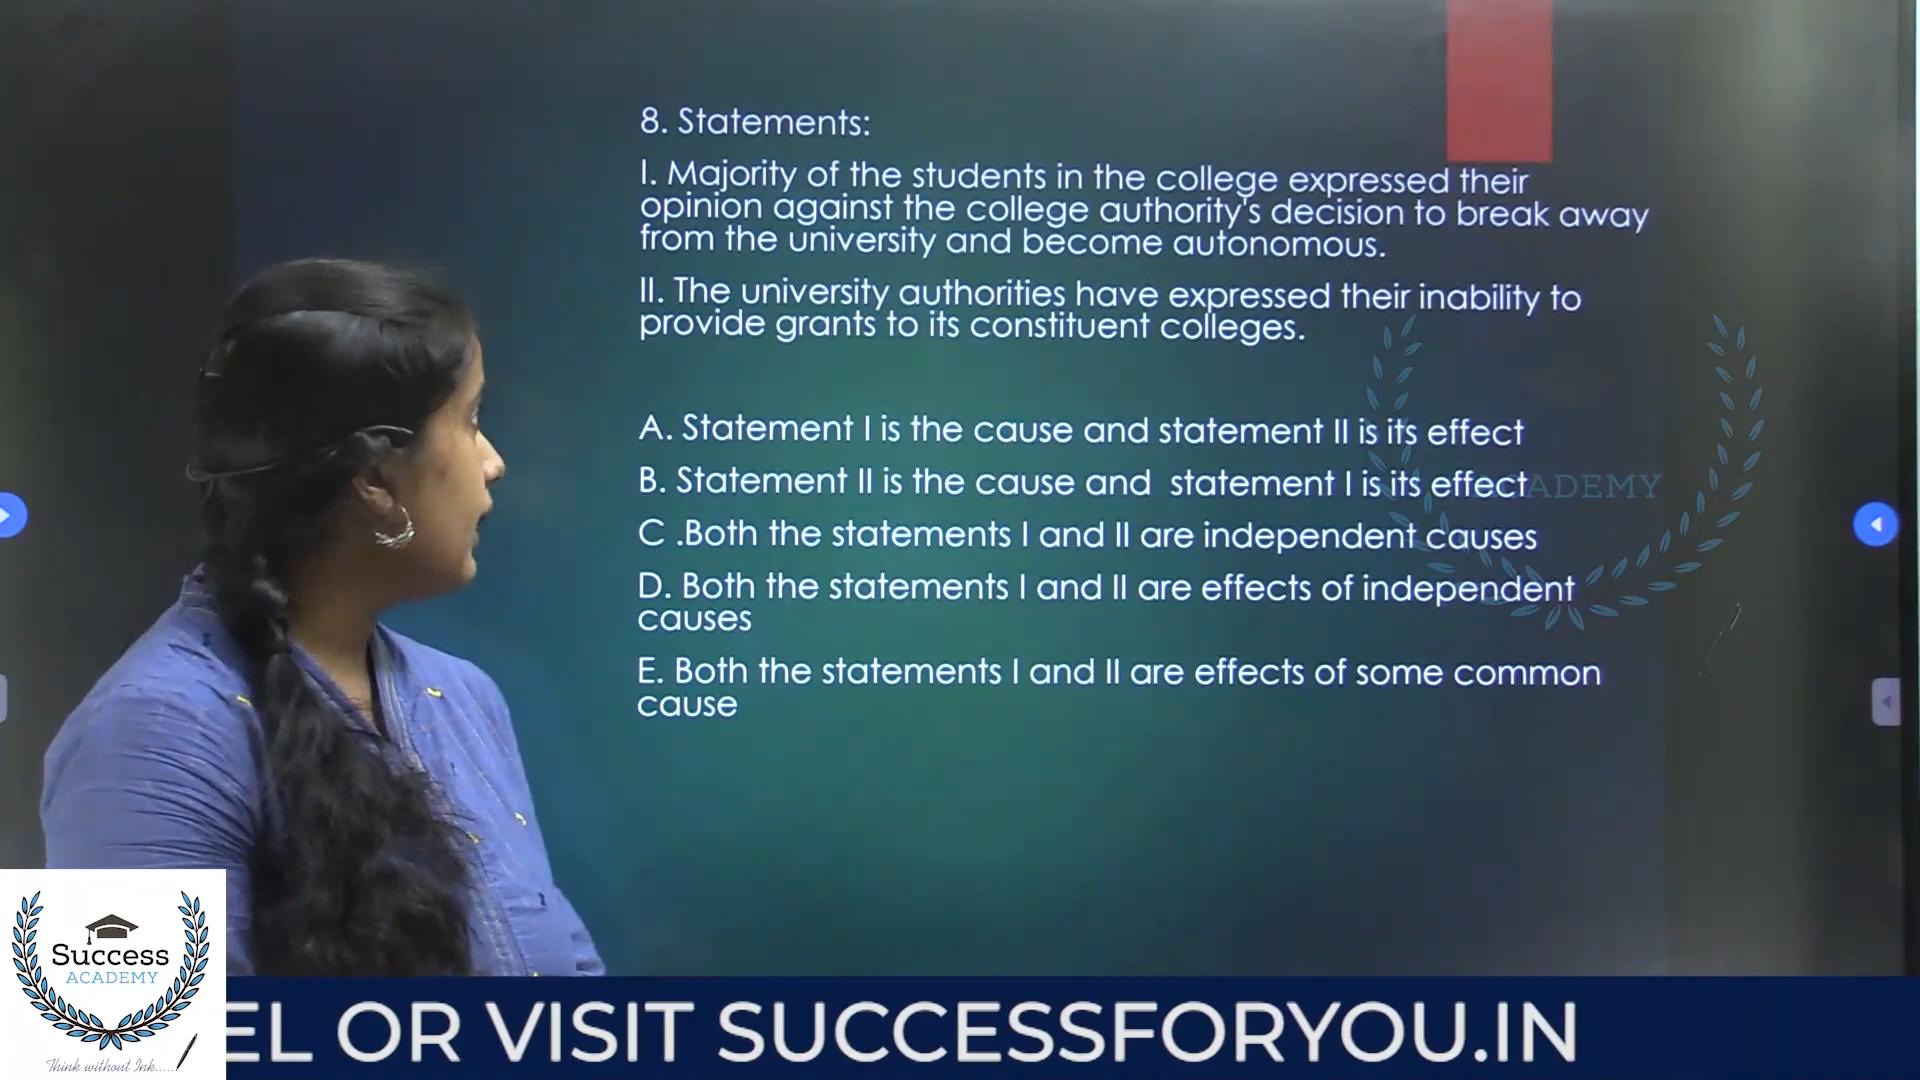 8. Statements:
I. Majority of the students in the college expressed their
opinion against the college authority's decision to break away
from the university and become autonomous.
II. The university authorities have expressed their inability to
provide grants to its constituent colleges.
A. Statement I is the cause and statement II is its effect
B. Statement II is the cause and  statement I is its effect
ADEMY
C .Both the statements I and II are independent causes
D. Both the statements I and II are effects of independent
causes
E. Both the statements I and II are effects of some common
cause
Success
ACADEMY
Think without Ink.....
EL OR VISIT SUCCESSFORYOU.IN